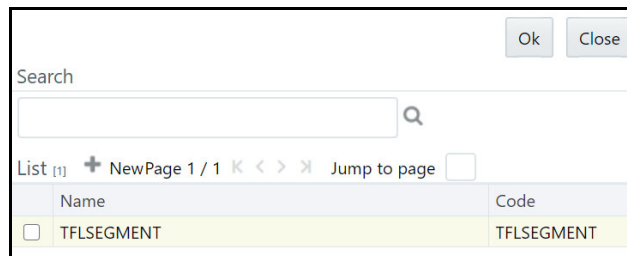 Ok Close
Search
List [1] NewPage 1 / 1 Jump to page
Name Code
TFLSEGMENT TFLSEGMENT